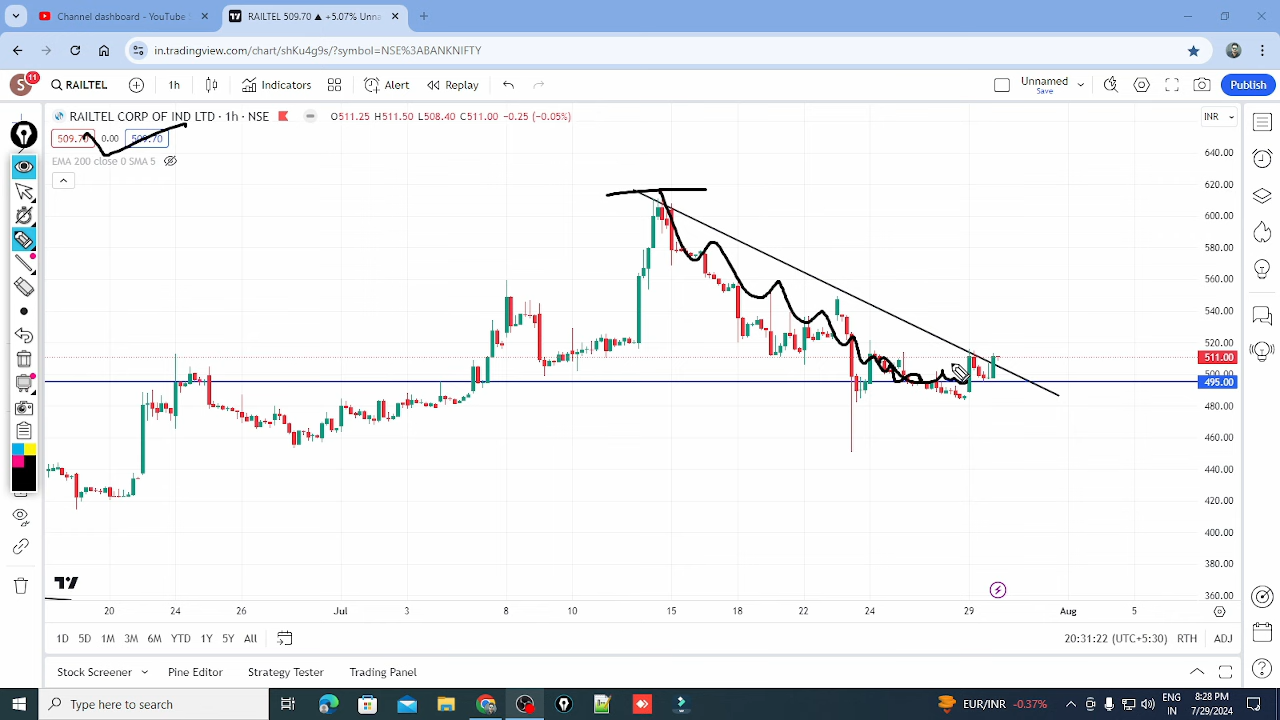 Channel dashboard - YouTube
RAILTEL 509.70 ▲ +5.07% Unna
in.tradingview.com/chart/shKu4g9s/?symbol=NSE%3ABANKNIFTY
S 11 RAILTEL 1h Indicators Alert Replay Unnamed Save Publish
RAILTEL CORP OF IND LTD · 1h · NSE O511.25 H511.50 L508.40 C511.00 -0.25 (-0.05%) INR
509.70 0.00 509.70
EMA 200 close 0 SMA 5
640.00
620.00
600.00
580.00
560.00
540.00
520.00
511.00
500.00
495.00
480.00
460.00
440.00
420.00
400.00
380.00
360.00
20 24 26 Jul 3 8 10 15 18 22 24 29 Aug 5
1D 5D 1M 3M 6M YTD 1Y 5Y All 20:31:22 (UTC+5:30) RTH ADJ
Stock Screener Pine Editor Strategy Tester Trading Panel
Type here to search EUR/INR -0.37% ENG IN 8:28 PM 7/29/2024